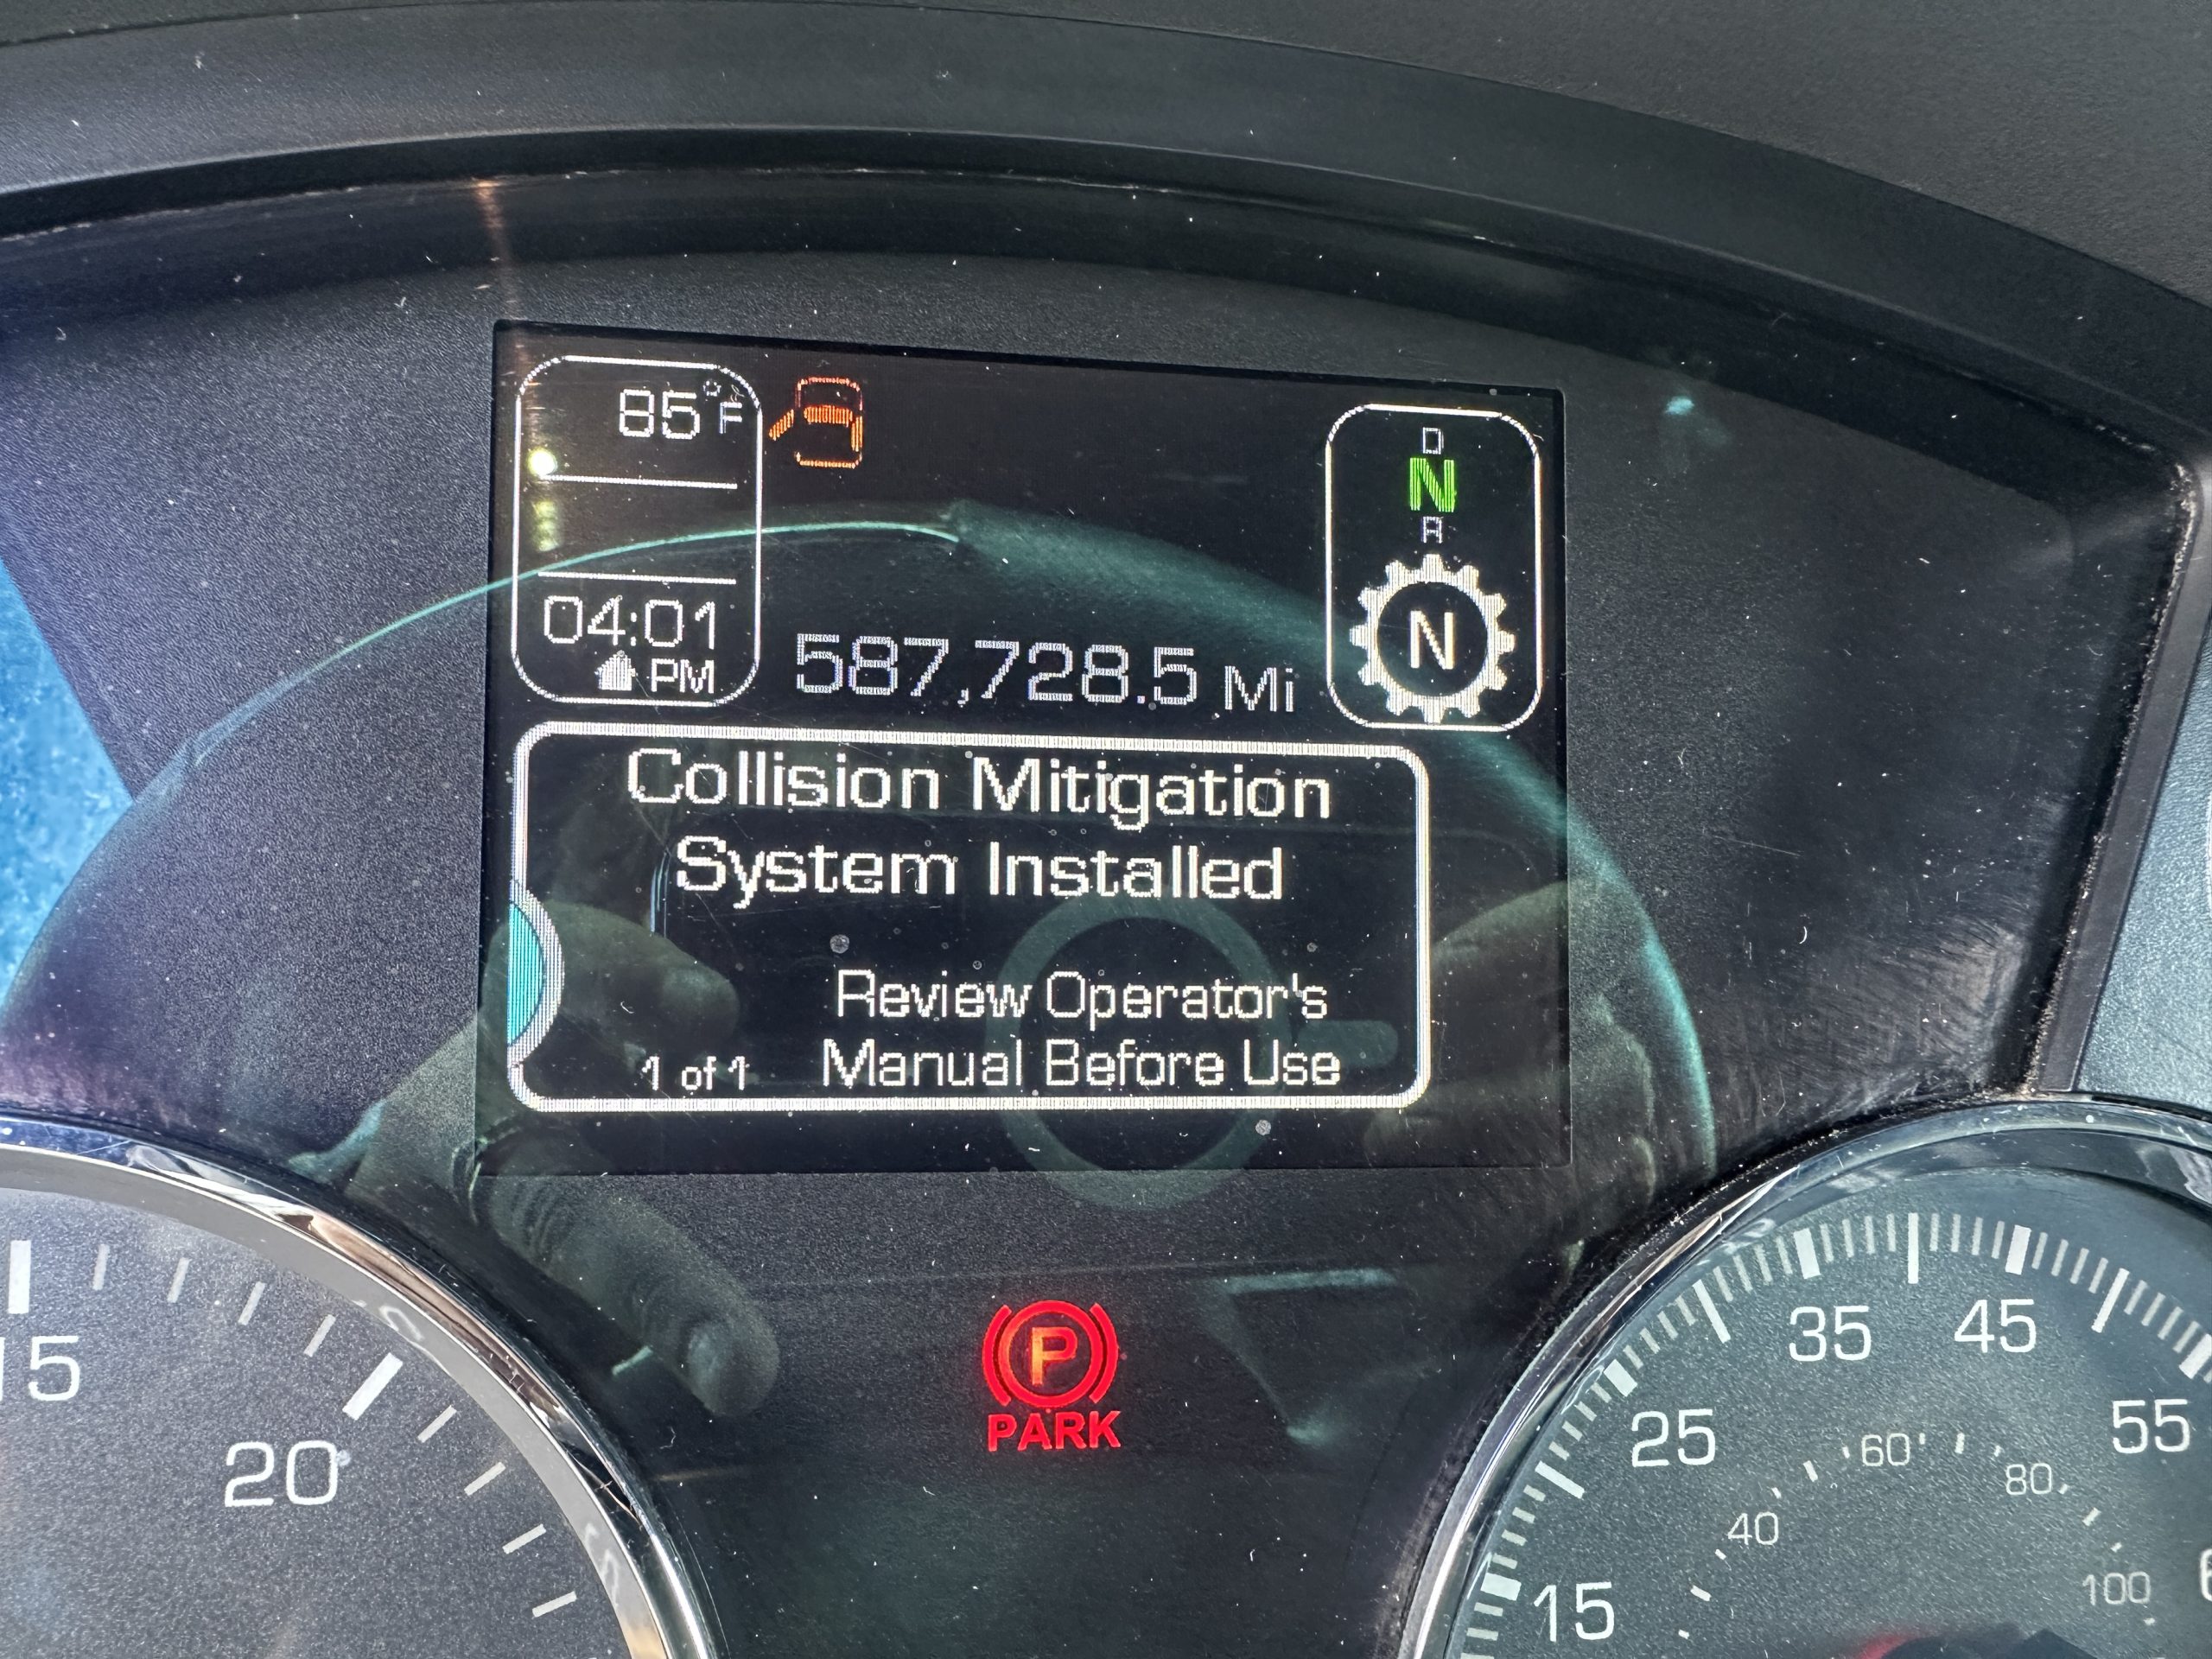 85°F
04:01
PM
587,728.5 Mi
D
N
R
N
Collision Mitigation
System Installed
Review Operator's
Manual Before Use
1 of 1
P
PARK
15
20
15
25
35
45
55
40
60
80
100